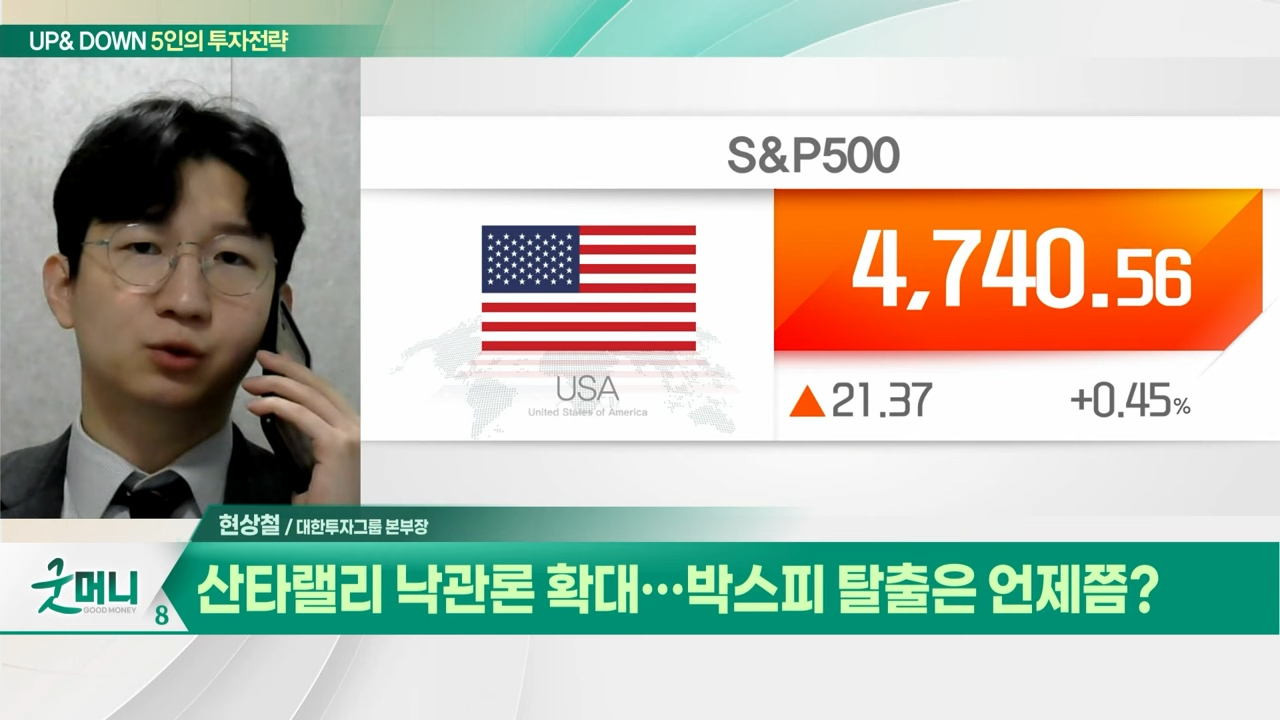 UP& DOWN 5인의 투자전략
S&P500
4,740.56
USA
United States of America
▲21.37 +0.45%
현상철 / 대한투자그룹 본부장
굿머니
GOOD MONEY
8
산타랠리 낙관론 확대…박스피 탈출은 언제쯤?